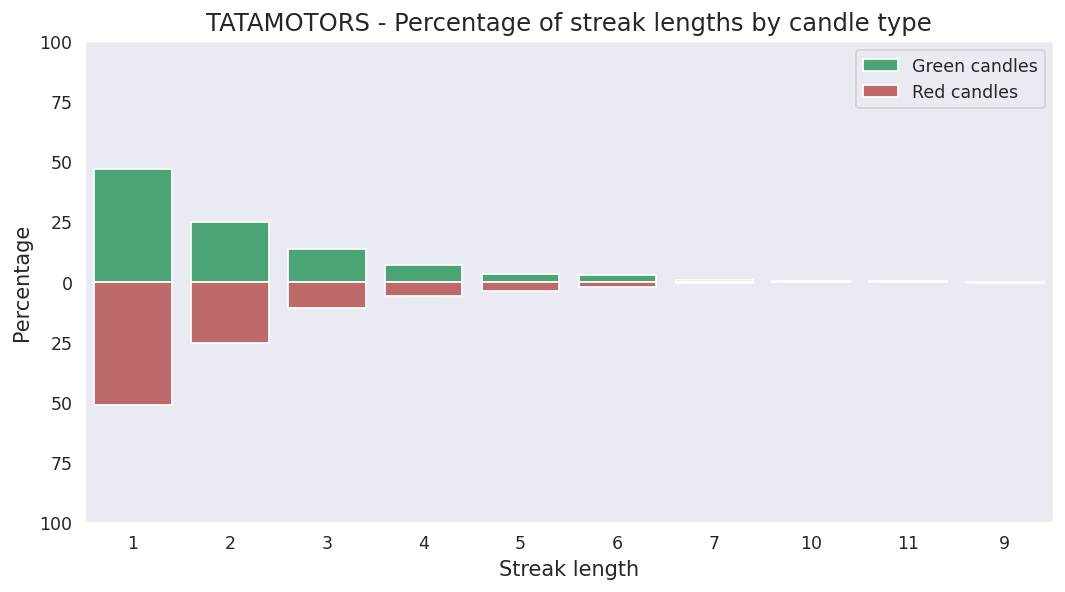 TATAMOTORS - Percentage of streak lengths by candle type
Green candles
Red candles
Percentage
100
75
50
25
0
25
50
75
100
1 2 3 4 5 6 7 10 11 9
Streak length